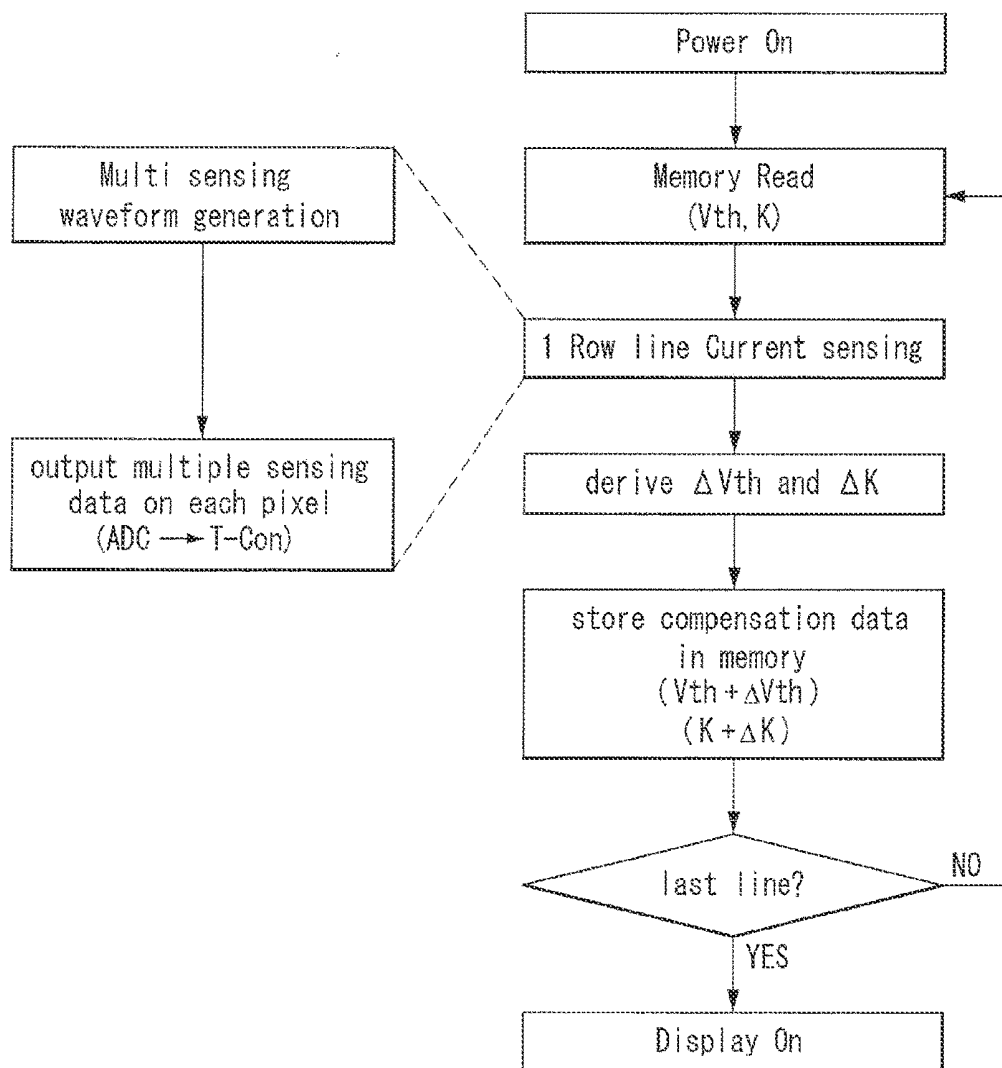 Power On
Memory Read
(Vth, K)
1 Row line Current sensing
Multi sensing
waveform generation
output multiple sensing
data on each pixel
(ADC → T-Con)
derive ΔVth and ΔK
store compensation data
in memory
(Vth+ΔVth)
(K+ΔK)
last line?
NO
YES
Display On